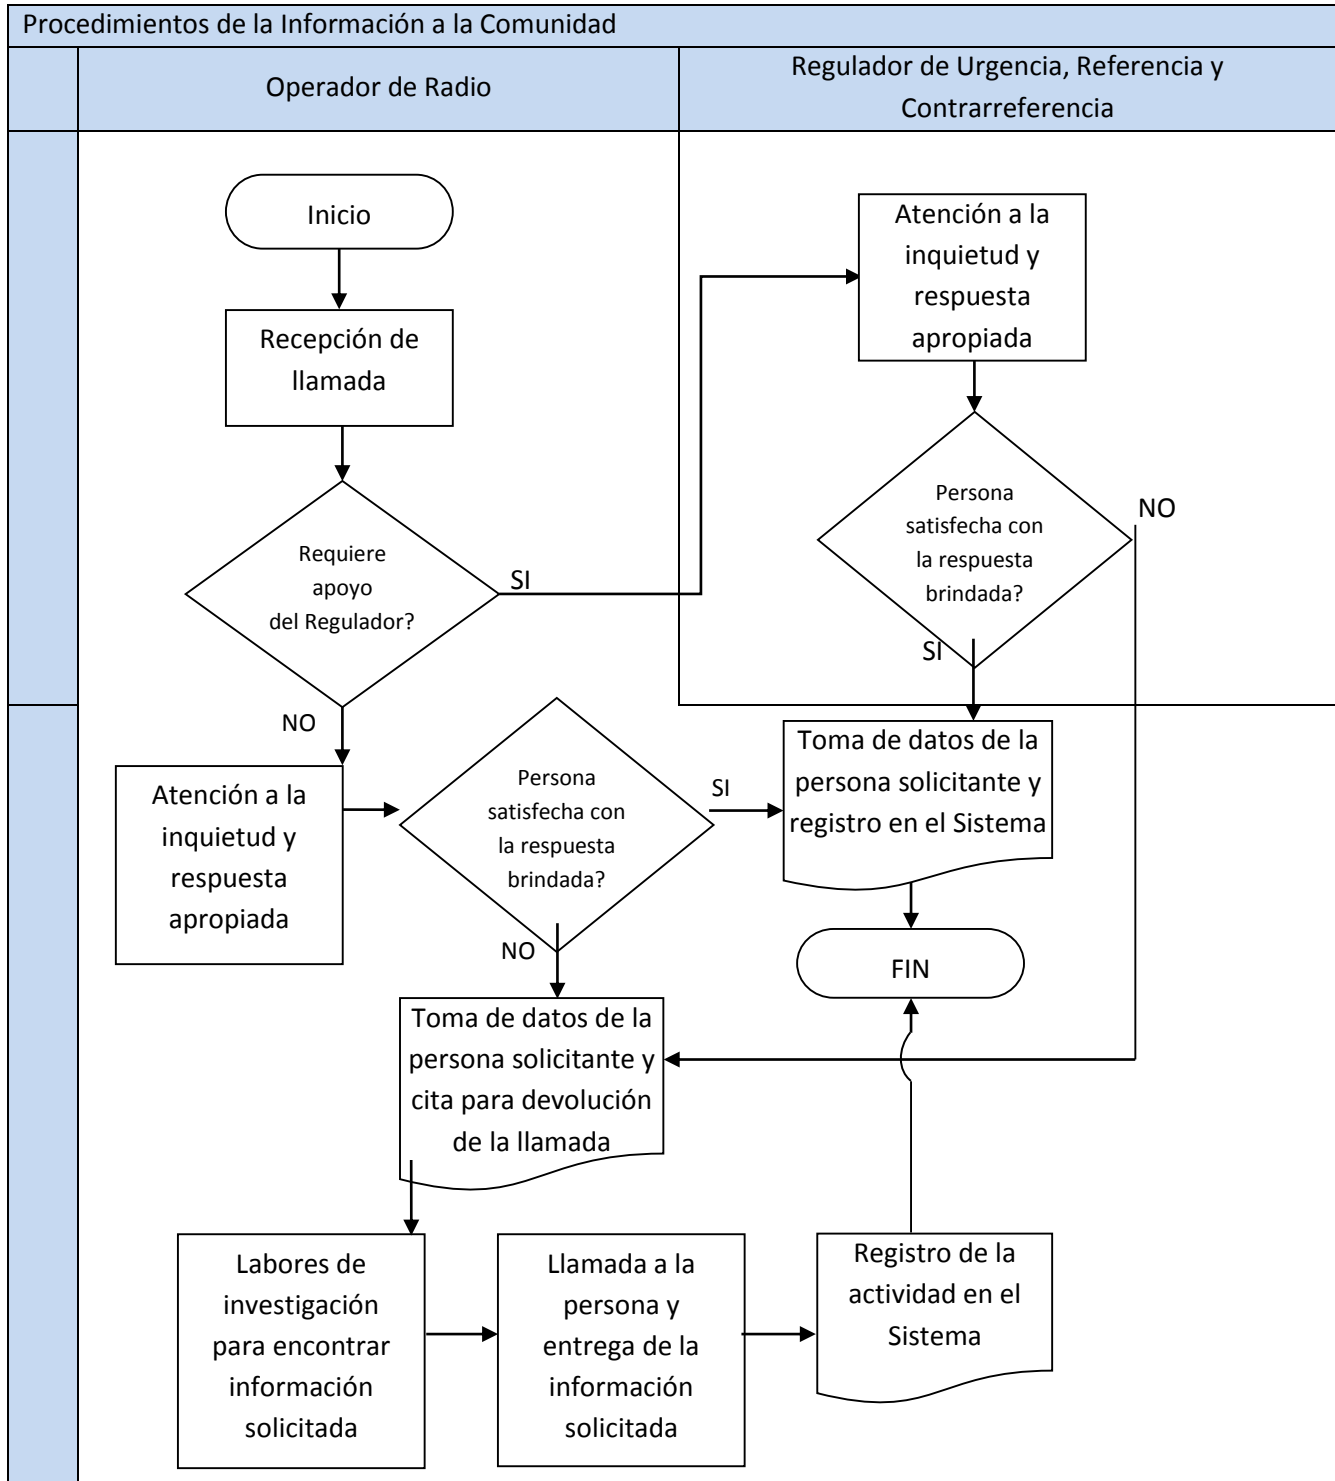 Procedimientos de la Información a la Comunidad
Operador de Radio
Regulador de Urgencia, Referencia y
Contrarreferencia
Inicio
Recepción de
llamada
Requiere
apoyo
del Regulador?
SI
NO
Atención a la
inquietud y
respuesta
apropiada
Persona
satisfecha con
la respuesta
brindada?
NO
SI
Atención a la
inquietud y
respuesta
apropiada
Persona
satisfecha con
la respuesta
brindada?
SI
NO
Toma de datos de la
persona solicitante y
registro en el Sistema
FIN
Toma de datos de la
persona solicitante y
cita para devolución
de la llamada
Labores de
investigación
para encontrar
información
solicitada
Llamada a la
persona y
entrega de la
información
solicitada
Registro de la
actividad en el
Sistema